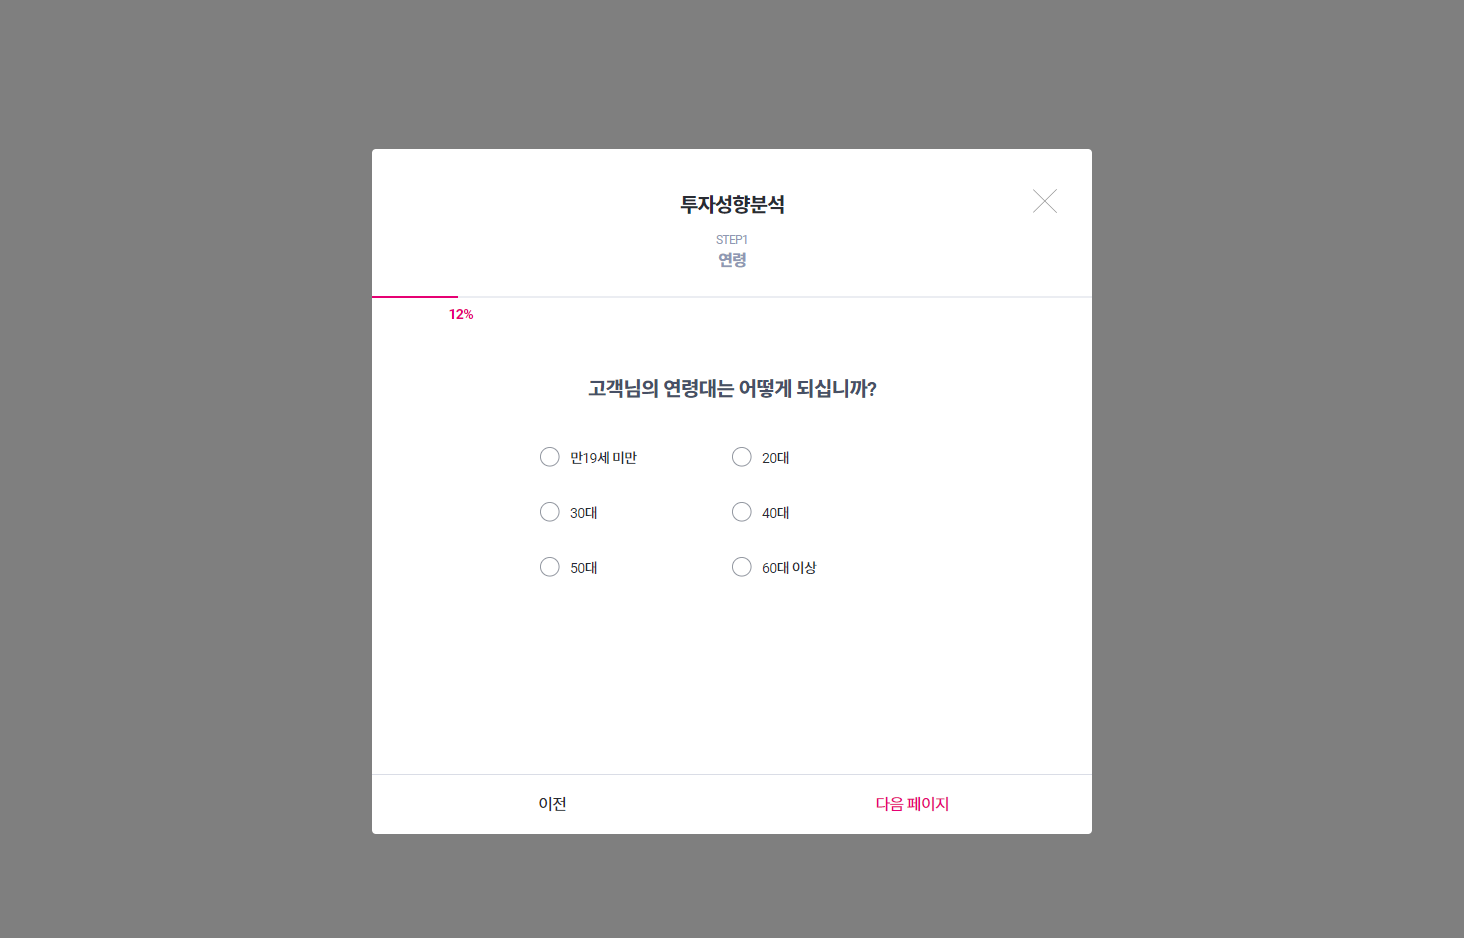 투자성향분석
STEP1
연령
12%
고객님의 연령대는 어떻게 되십니까?
만19세 미만
20대
30대
40대
50대
60대 이상
이전
다음 페이지